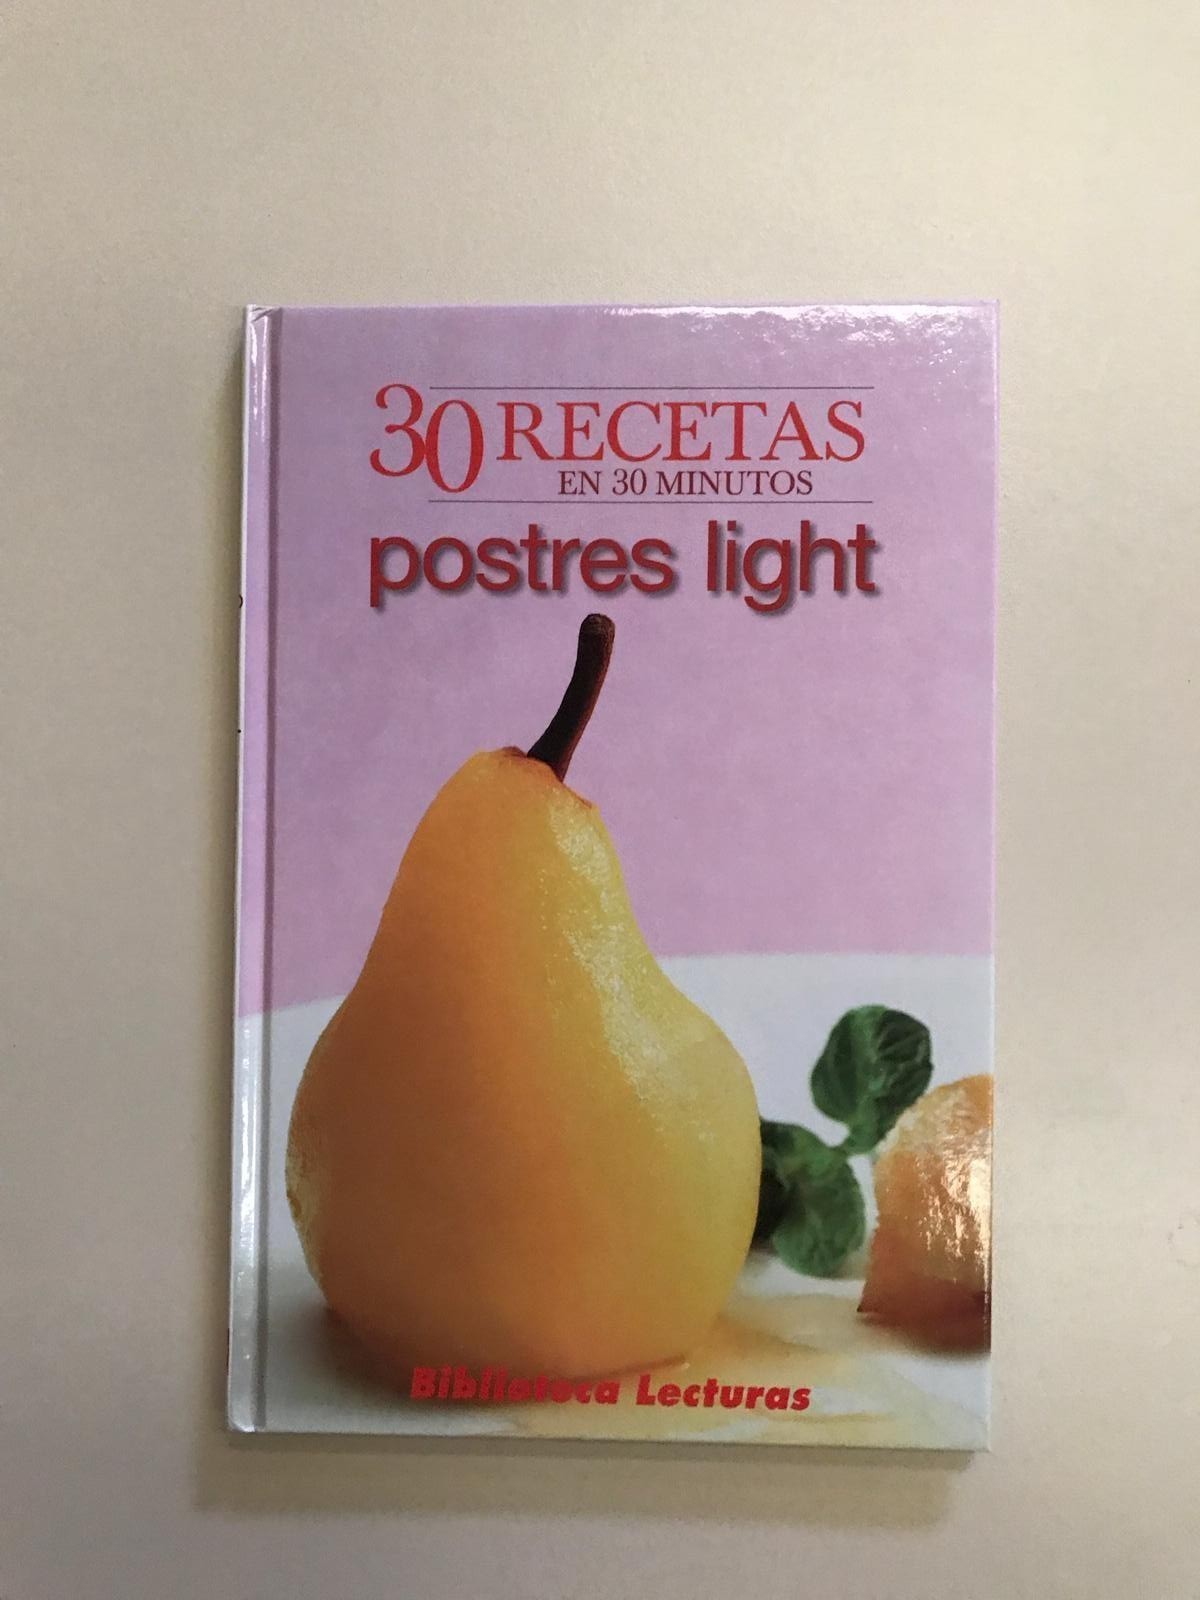 30 RECETAS
EN 30 MINUTOS
postres light
Biblioteca Lecturas